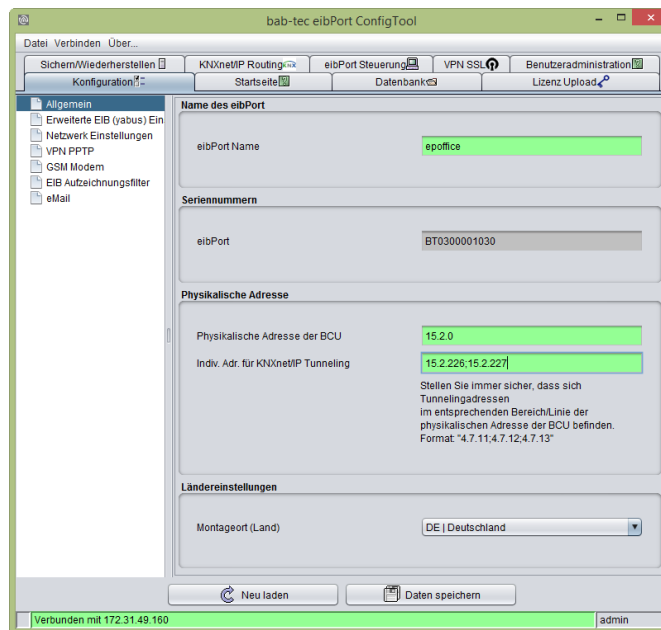 bab-tec eibPort ConfigTool
Datei Verbinden Über...
Sichern/Wiederherstellen KNXnet/IP Routing KNX eibPort Steuerung VPN SSL Benutzeradministration
Konfiguration Startseite Datenbank Lizenz Upload
Allgemein
Erweiterte EIB (yabus) Ein
Netzwerk Einstellungen
VPN PPTP
GSM Modem
EIB Aufzeichnungsfilter
eMail
Name des eibPort
eibPort Name epoffice
Seriennummern
eibPort BT0300001030
Physikalische Adresse
Physikalische Adresse der BCU 15.2.0
Indiv. Adr. für KNXnet/IP Tunneling 15.2.226;15.2.227
Stellen Sie immer sicher, dass sich
Tunnelingadressen
im entsprechenden Bereich/Linie der
physikalischen Adresse der BCU befinden.
Format: "4.7.11;4.7.12;4.7.13"
Ländereinstellungen
Montageort (Land) DE | Deutschland
Neu laden Daten speichern
Verbunden mit 172.31.49.160 admin